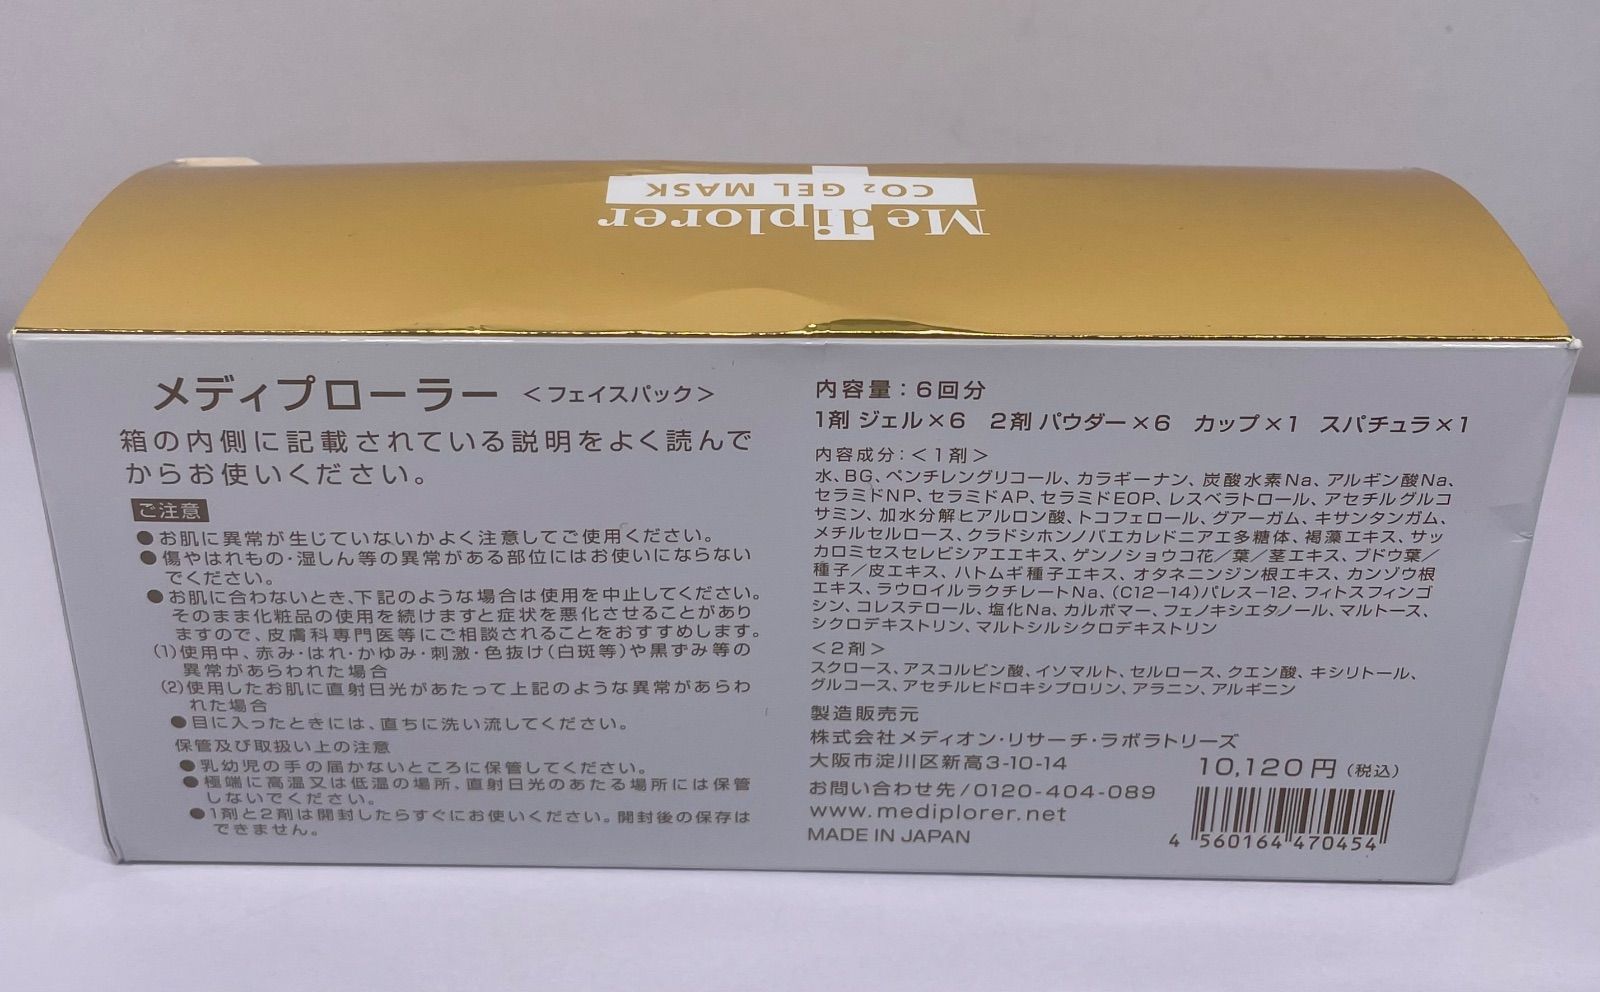 CO₂ GEL MASK
Mediplorer
メディプローラー ＜フェイスパック＞
箱の内側に記載されている説明をよく読んで
からお使いください。
ご注意
●お肌に異常が生じていないかよく注意してご使用ください。
●傷やはれもの・湿しん等の異常がある部位にはお使いにならない
でください。
●お肌に合わないとき、下記のような場合は使用を中止してください。
そのまま化粧品の使用を続けますと症状を悪化させることがあり
ますので、皮膚科専門医等にご相談されることをおすすめします。
(1)使用中、赤み・はれ・かゆみ・刺激・色抜け(白斑等)や黒ずみ等の
異常があらわれた場合
(2)使用したお肌に直射日光があたって上記のような異常があらわ
れた場合
●目に入ったときには、直ちに洗い流してください。
保管及び取扱い上の注意
●乳幼児の手の届かないところに保管してください。
●極端に高温又は低温の場所、直射日光のあたる場所には保管
しないでください。
●1剤と2剤は開封したらすぐにお使いください。開封後の保存は
できません。
内容量：6回分
1剤 ジェル×6 2剤 パウダー×6 カップ×1 スパチュラ×1
内容成分：＜1剤＞
水、BG、ペンチレングリコール、カラギーナン、炭酸水素Na、アルギン酸Na、
セラミドNP、セラミドAP、セラミドEOP、レスベラトロール、アセチルグルコ
サミン、加水分解ヒアルロン酸、トコフェロール、グアーガム、キサンタンガム、
メチルセルロース、クラドシホンノバエカレドニアエ多糖体、褐藻エキス、サッ
カロミセスセレビシアエエキス、ゲンノショウコ花／葉／茎エキス、ブドウ葉／
種子／皮エキス、ハトムギ種子エキス、オタネニンジン根エキス、カンゾウ根
エキス、ラウロイルラクチレートNa、(C12-14)パレス-12、フィトスフィンゴ
シン、コレステロール、塩化Na、カルボマー、フェノキシエタノール、マルトース、
シクロデキストリン、マルトシルシクロデキストリン
＜2剤＞
スクロース、アスコルビン酸、イソマルト、セルロース、クエン酸、キシリトール、
グルコース、アセチルヒドロキシプロリン、アラニン、アルギニン
製造販売元
株式会社メディオン・リサーチ・ラボラトリーズ
大阪市淀川区新高3-10-14
お問い合わせ先/0120-404-089
www.mediplorer.net
MADE IN JAPAN
10,120円(税込)
4 560164 470454